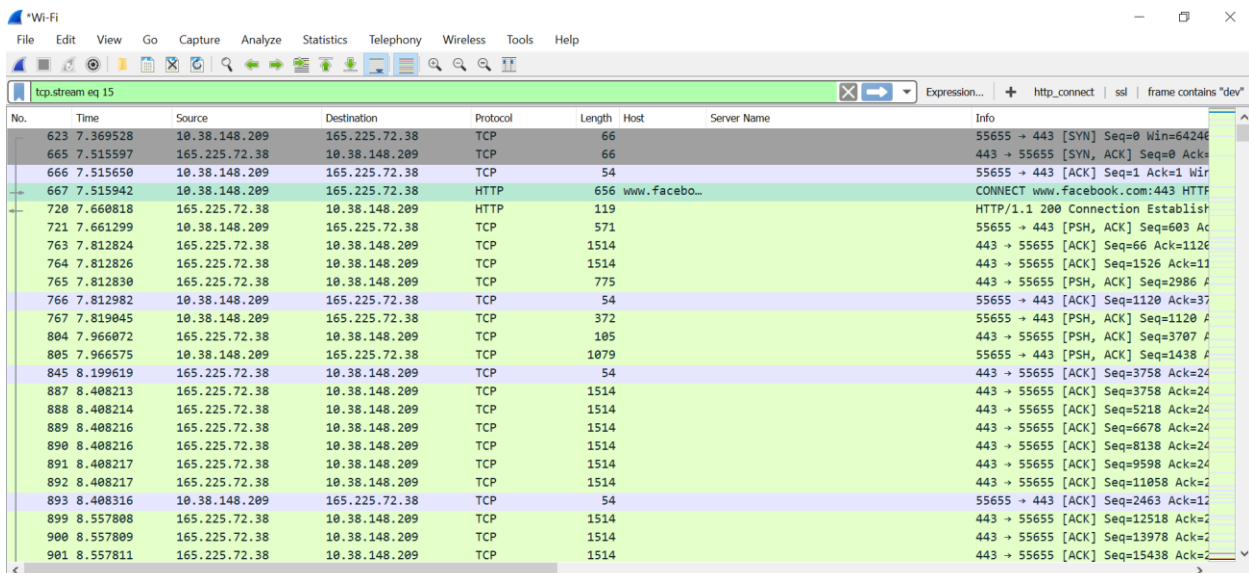 *Wi-Fi
File Edit View Go Capture Analyze Statistics Telephony Wireless Tools Help
tcp.stream eq 15 Expression... + http_connect | ssl | frame contains "dev"
No. Time Source Destination Protocol Length Host Server Name Info
623 7.369528 10.38.148.209 165.225.72.38 TCP 66 55655 → 443 [SYN] Seq=0 Win=64240
665 7.515597 165.225.72.38 10.38.148.209 TCP 66 443 → 55655 [SYN, ACK] Seq=0 Ack=
666 7.515650 10.38.148.209 165.225.72.38 TCP 54 55655 → 443 [ACK] Seq=1 Ack=1 Win
667 7.515942 10.38.148.209 165.225.72.38 HTTP 656 www.facebo... CONNECT www.facebook.com:443 HTTP
720 7.660818 165.225.72.38 10.38.148.209 HTTP 119 HTTP/1.1 200 Connection Establish
721 7.661299 10.38.148.209 165.225.72.38 TCP 571 55655 → 443 [PSH, ACK] Seq=603 Ac
763 7.812824 165.225.72.38 10.38.148.209 TCP 1514 443 → 55655 [ACK] Seq=66 Ack=1120
764 7.812826 165.225.72.38 10.38.148.209 TCP 1514 443 → 55655 [ACK] Seq=1526 Ack=11
765 7.812830 165.225.72.38 10.38.148.209 TCP 775 443 → 55655 [PSH, ACK] Seq=2986 A
766 7.812982 10.38.148.209 165.225.72.38 TCP 54 55655 → 443 [ACK] Seq=1120 Ack=37
767 7.819045 10.38.148.209 165.225.72.38 TCP 372 55655 → 443 [PSH, ACK] Seq=1120 A
804 7.966072 165.225.72.38 10.38.148.209 TCP 105 443 → 55655 [PSH, ACK] Seq=3707 A
805 7.966575 10.38.148.209 165.225.72.38 TCP 1079 55655 → 443 [PSH, ACK] Seq=1438 A
845 8.199619 165.225.72.38 10.38.148.209 TCP 54 443 → 55655 [ACK] Seq=3758 Ack=24
887 8.408213 165.225.72.38 10.38.148.209 TCP 1514 443 → 55655 [ACK] Seq=3758 Ack=24
888 8.408214 165.225.72.38 10.38.148.209 TCP 1514 443 → 55655 [ACK] Seq=5218 Ack=24
889 8.408216 165.225.72.38 10.38.148.209 TCP 1514 443 → 55655 [ACK] Seq=6678 Ack=24
890 8.408216 165.225.72.38 10.38.148.209 TCP 1514 443 → 55655 [ACK] Seq=8138 Ack=24
891 8.408217 165.225.72.38 10.38.148.209 TCP 1514 443 → 55655 [ACK] Seq=9598 Ack=24
892 8.408217 165.225.72.38 10.38.148.209 TCP 1514 443 → 55655 [ACK] Seq=11058 Ack=2
893 8.408316 10.38.148.209 165.225.72.38 TCP 54 55655 → 443 [ACK] Seq=2463 Ack=12
899 8.557808 165.225.72.38 10.38.148.209 TCP 1514 443 → 55655 [ACK] Seq=12518 Ack=2
900 8.557809 165.225.72.38 10.38.148.209 TCP 1514 443 → 55655 [ACK] Seq=13978 Ack=2
901 8.557811 165.225.72.38 10.38.148.209 TCP 1514 443 → 55655 [ACK] Seq=15438 Ack=2